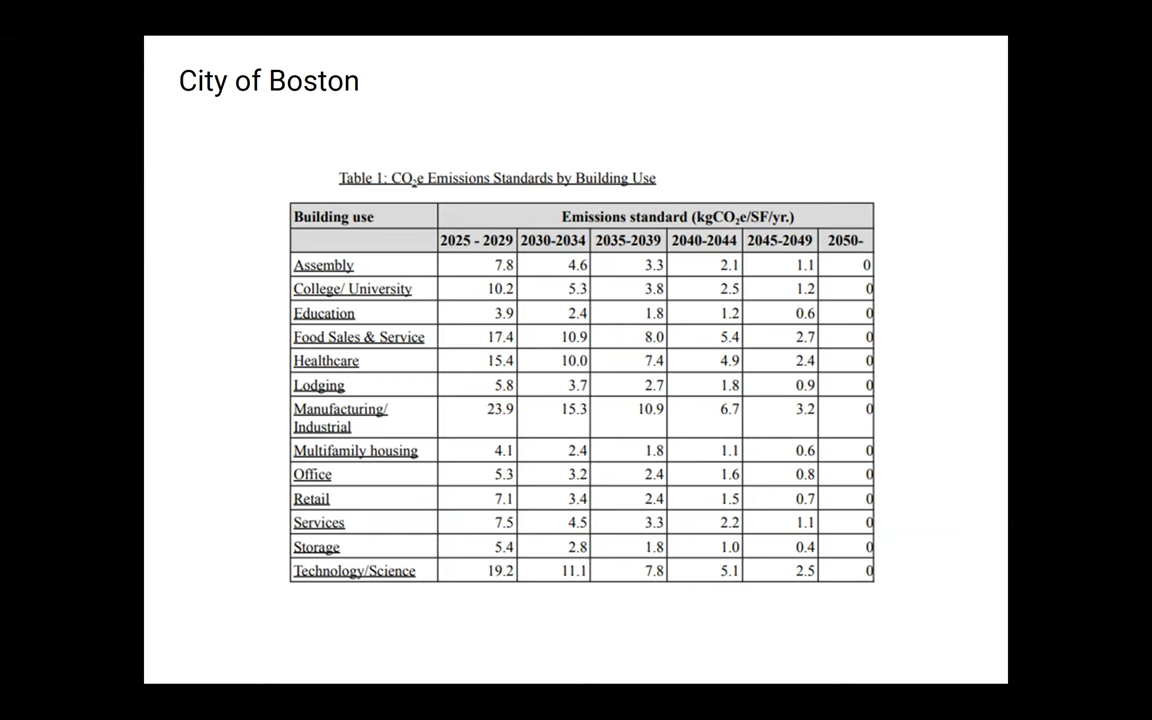 City of Boston
Table 1: CO₂e Emissions Standards by Building Use
Building use Emissions standard (kgCO₂e/SF/yr.)
2025 - 2029 2030-2034 2035-2039 2040-2044 2045-2049 2050-
Assembly 7.8 4.6 3.3 2.1 1.1 0
College/ University 10.2 5.3 3.8 2.5 1.2 0
Education 3.9 2.4 1.8 1.2 0.6 0
Food Sales & Service 17.4 10.9 8.0 5.4 2.7 0
Healthcare 15.4 10.0 7.4 4.9 2.4 0
Lodging 5.8 3.7 2.7 1.8 0.9 0
Manufacturing/ 23.9 15.3 10.9 6.7 3.2 0
Industrial
Multifamily housing 4.1 2.4 1.8 1.1 0.6 0
Office 5.3 3.2 2.4 1.6 0.8 0
Retail 7.1 3.4 2.4 1.5 0.7 0
Services 7.5 4.5 3.3 2.2 1.1 0
Storage 5.4 2.8 1.8 1.0 0.4 0
Technology/Science 19.2 11.1 7.8 5.1 2.5 0